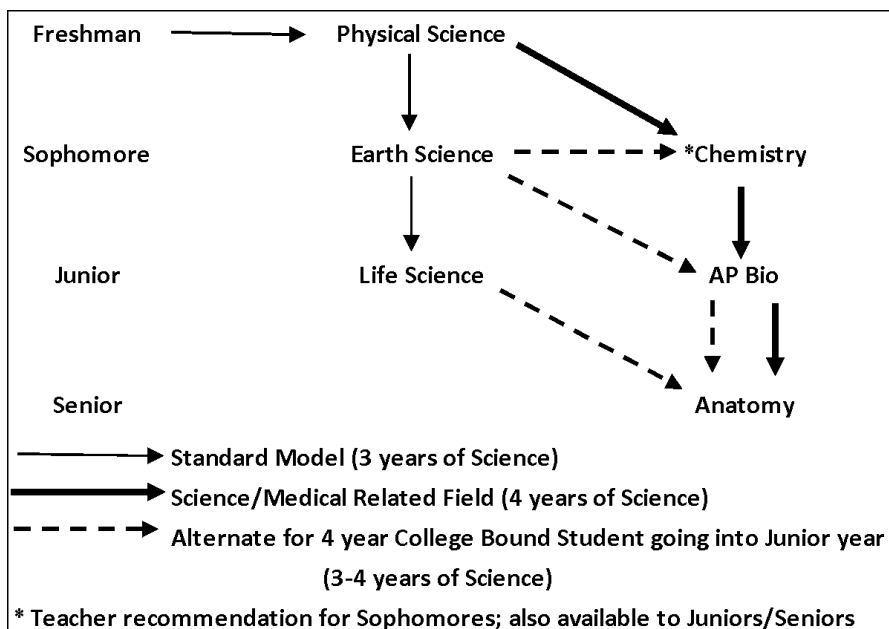 Freshman Physical Science
Sophomore Earth Science *Chemistry
Junior Life Science AP Bio
Senior Anatomy
Standard Model (3 years of Science)
Science/Medical Related Field (4 years of Science)
Alternate for 4 year College Bound Student going into Junior year
(3-4 years of Science)
* Teacher recommendation for Sophomores; also available to Juniors/Seniors